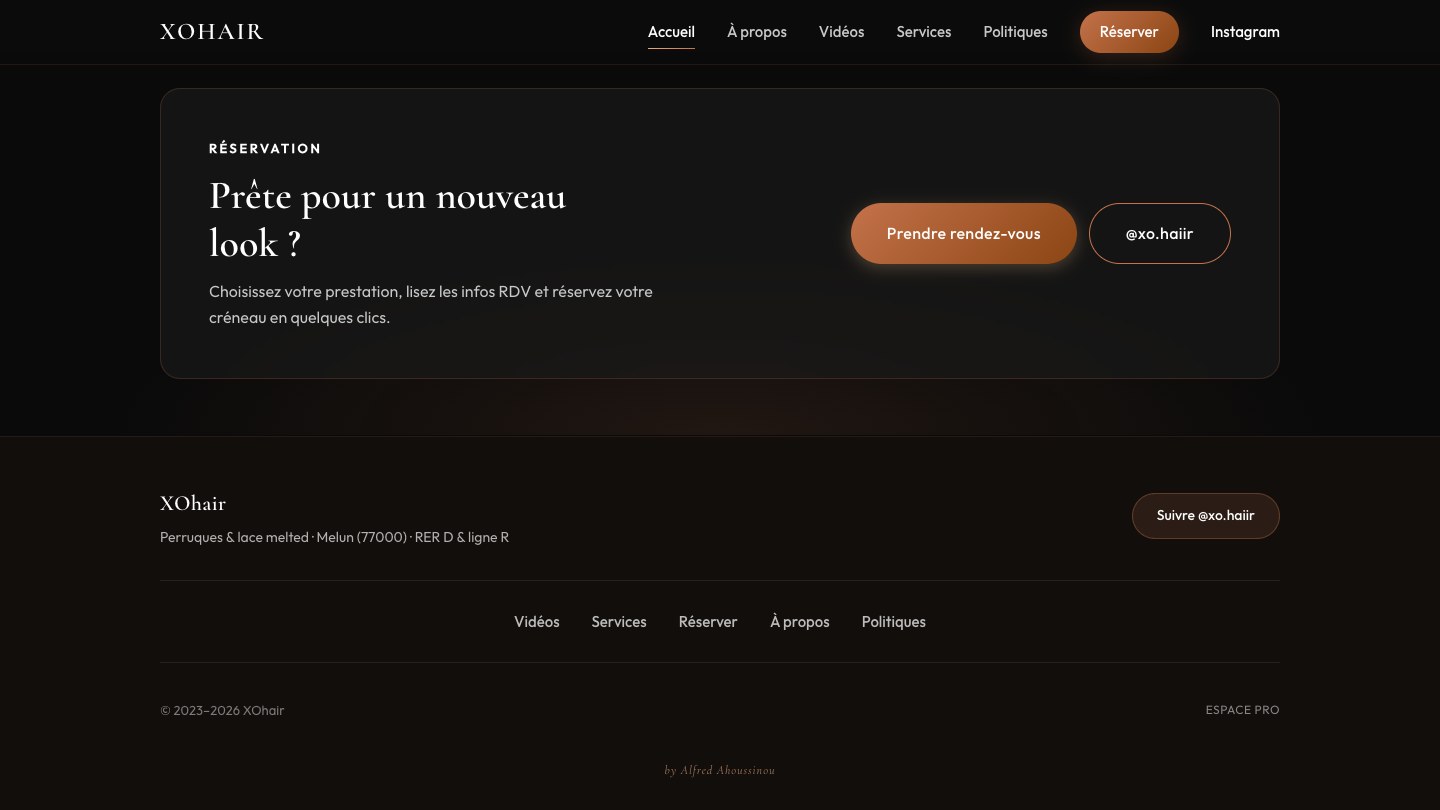 XOHAIR
Accueil
À propos
Vidéos
Services
Politiques
Réserver
Instagram
RÉSERVATION
Prête pour un nouveau
look ?
Choisissez votre prestation, lisez les infos RDV et réservez votre
créneau en quelques clics.
Prendre rendez-vous
@xo.haiir
XOhair
Perruques & lace melted · Melun (77000) · RER D & ligne R
Suivre @xo.haiir
Vidéos
Services
Réserver
À propos
Politiques
© 2023–2026 XOhair
ESPACE PRO
by Alfred Ahoussinou